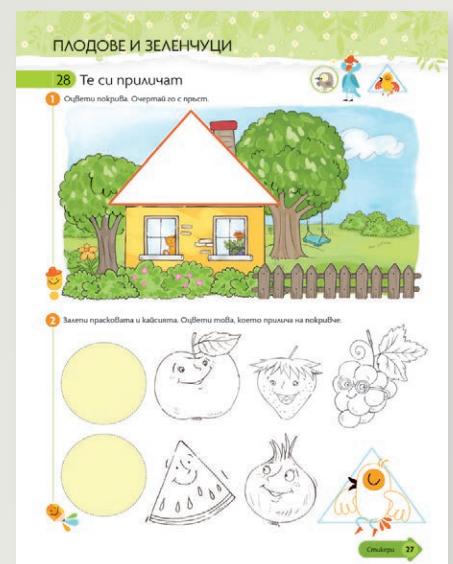 ПЛОДОВЕ И ЗЕЛЕНЧУЦИ
28 Те си приличат
1 Оцвети покрива. Очертай го с пръст.
2 Залепи прасковата и кайсията. Оцвети това, което прилича на покривче.
Стикери 27